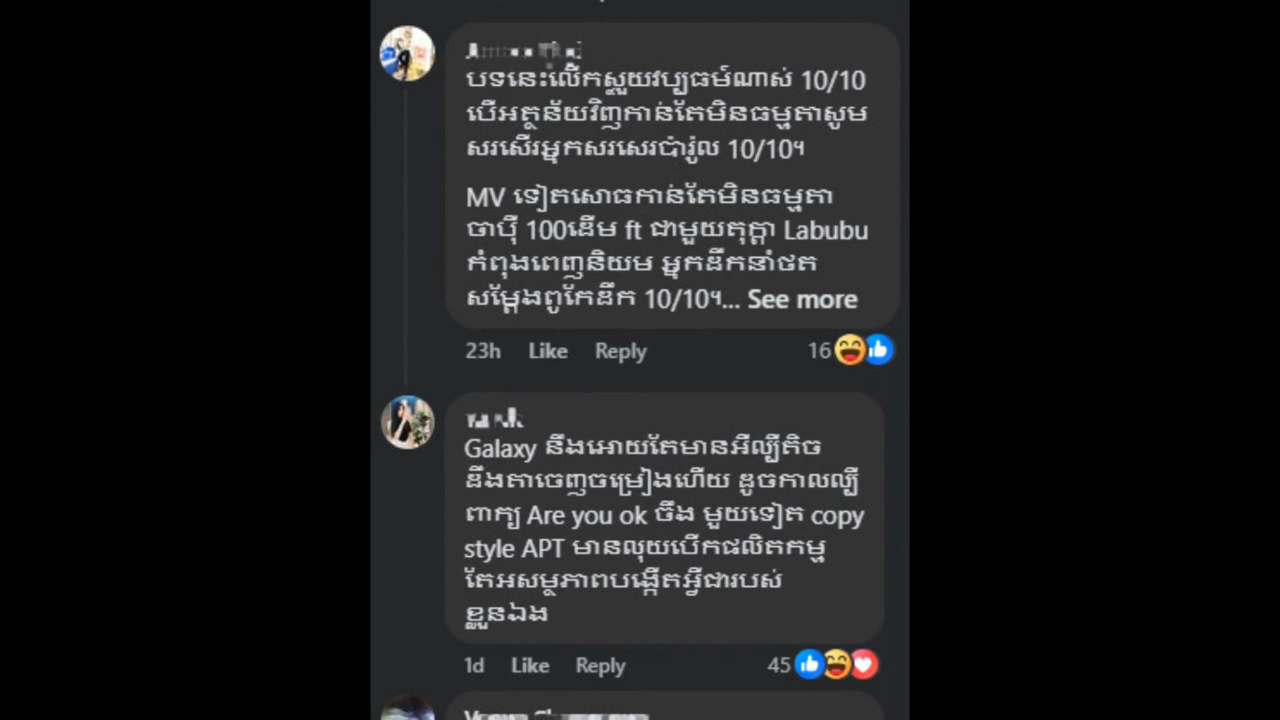 បទនេះលើកស្ទួយវប្បធម៍ណាស់ 10/10
បើអត្ថន័យវិញកាន់តែមិនធម្មតាសូម
សរសើរអ្នកសរសេរប៉ារ៉ូល 10/10។
MV ទៀតសោធកាន់តែមិនធម្មតា
ចាប៉ី 100ដើម ft ជាមួយតុក្តា Labubu
កំពុងពេញនិយម អ្នកដឹកនាំថត
សម្ដែងពូកែដឹក 10/10។... See more
23h Like Reply 16
Galaxy នឹងអោយតែមានអីល្បីតិច
ដឹងតាចេញចម្រៀងហើយ ដូចកាលល្បី
ពាក្យ Are you ok ចឹង មួយទៀត copy
style APT មានលុយបើកផលិតកម្ម
តែអសម្ថភាពបង្កើតអ្វីជារបស់
ខ្លួនឯង
1d Like Reply 45